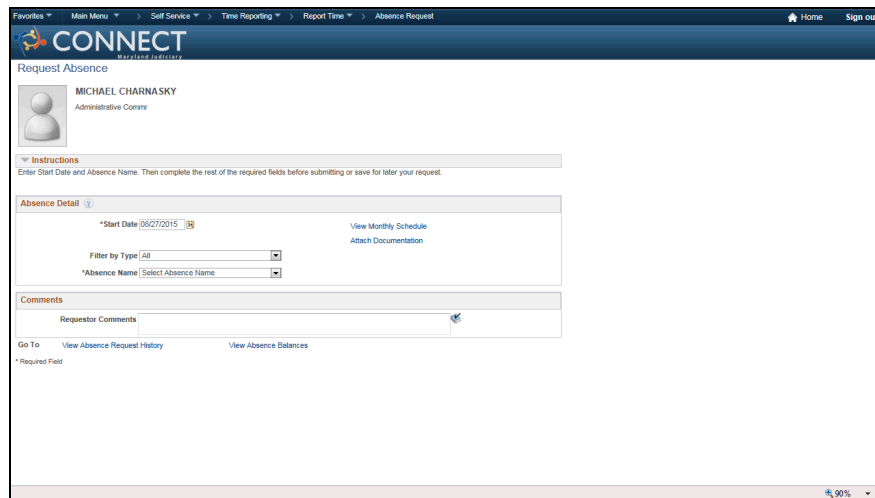 Favorites Main Menu > Self Service > Time Reporting > Report Time > Absence Request Home Sign ou
CONNECT
Maryland Judiciary
Request Absence
MICHAEL CHARNASKY
Administrative Commr
Instructions
Enter Start Date and Absence Name. Then complete the rest of the required fields before submitting or save for later your request.
Absence Detail
*Start Date 08/27/2015 View Monthly Schedule
Attach Documentation
Filter by Type All
*Absence Name Select Absence Name
Comments
Requestor Comments
Go To View Absence Request History View Absence Balances
* Required Field
90%